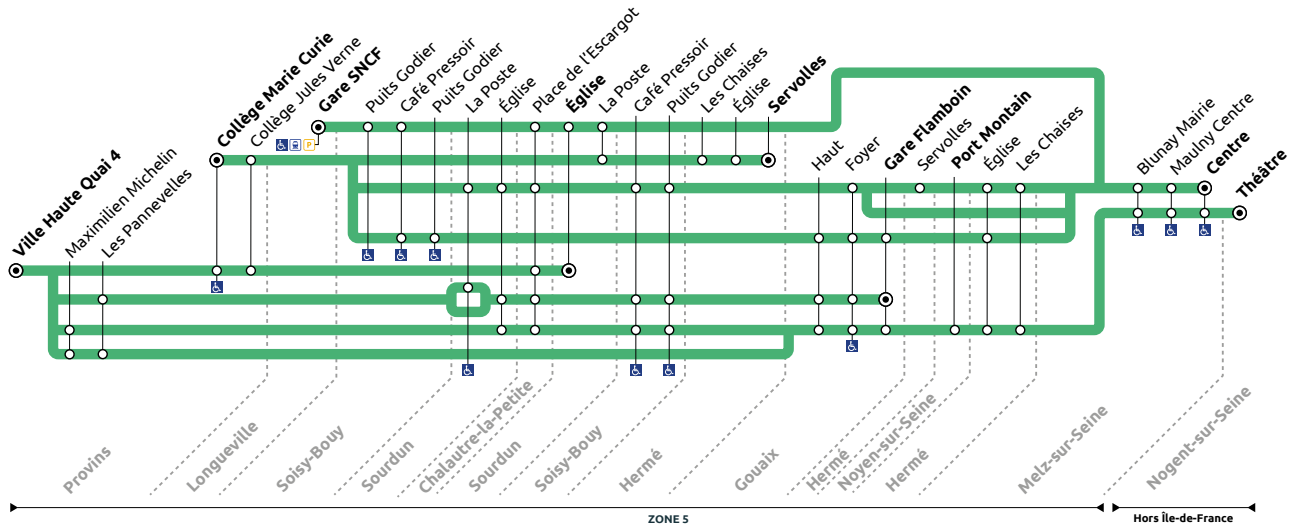 Ville Haute Quai 4
Maximilien Michelin
Les Pannevelles
Collège Marie Curie
Collège Jules Verne
Gare SNCF
P
Puits Godier
Café Pressoir
Puits Godier
La Poste
Église
Place de l'Escargot
Église
La Poste
Café Pressoir
Puits Godier
Les Chaises
Église
Servolles
Haut
Foyer
Gare Flamboin
Servolles
Port Montain
Église
Les Chaises
Blunay Mairie
Maulny Centre
Centre
Théâtre
Provins
Longueville
Soisy-Bouy
Sourdun
Chalautre-la-Petite
Sourdun
Soisy-Bouy
Hermé
Gouaix
Hermé
Noyen-sur-Seine
Hermé
Melz-sur-Seine
Nogent-sur-Seine
ZONE 5
Hors Île-de-France